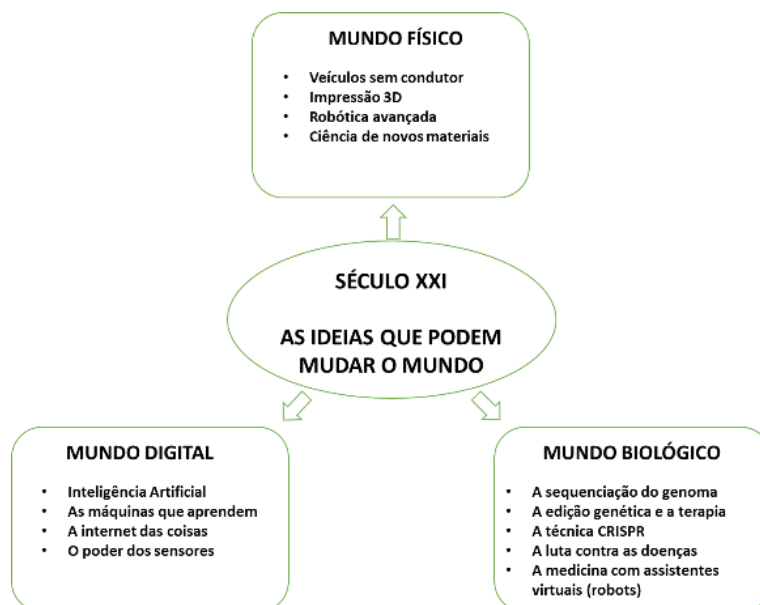 MUNDO FÍSICO
• Veículos sem condutor
• Impressão 3D
• Robótica avançada
• Ciência de novos materiais
SÉCULO XXI
AS IDEIAS QUE PODEM
MUDAR O MUNDO
MUNDO DIGITAL
• Inteligência Artificial
• As máquinas que aprendem
• A internet das coisas
• O poder dos sensores
MUNDO BIOLÓGICO
• A sequenciação do genoma
• A edição genética e a terapia
• A técnica CRISPR
• A luta contra as doenças
• A medicina com assistentes
virtuais (robots)